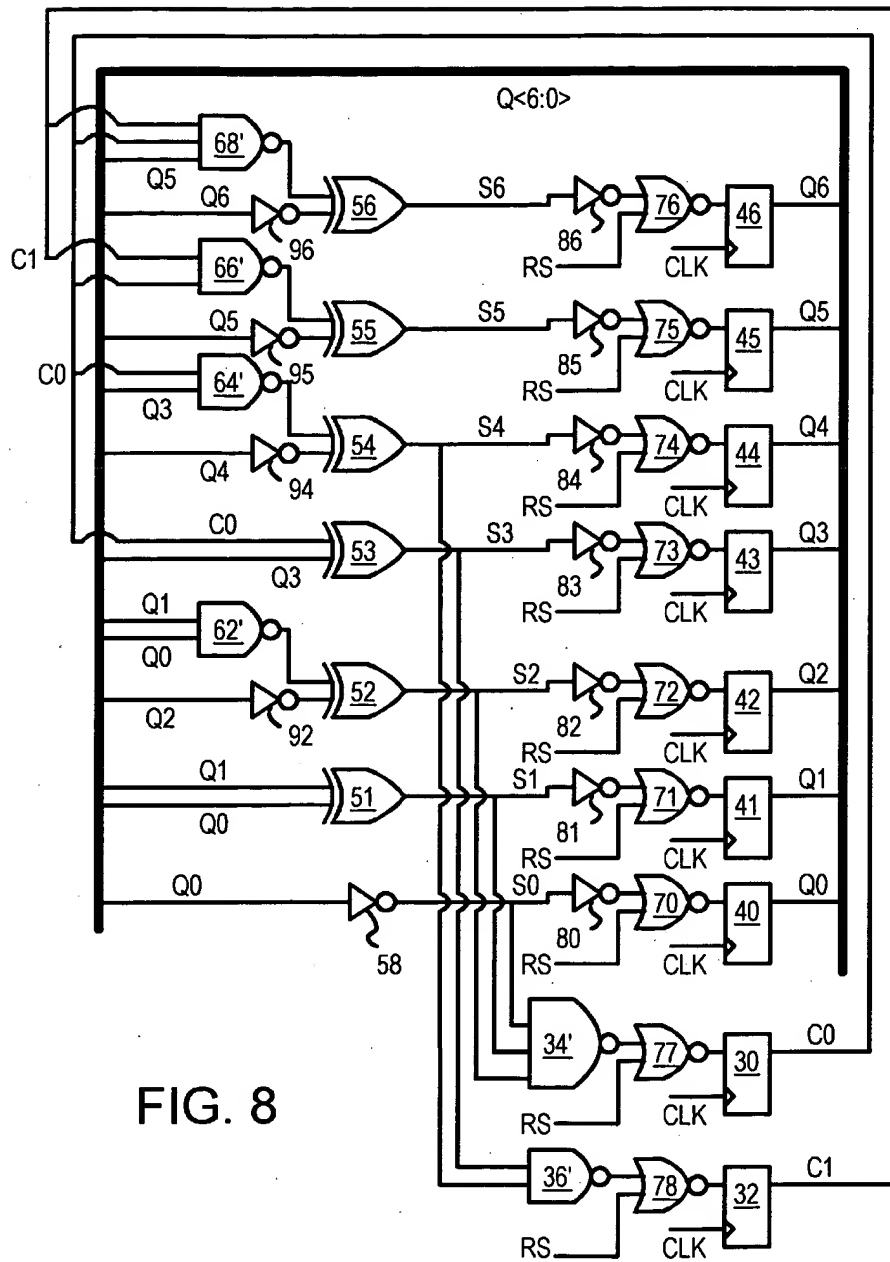 Q<6:0>
68'
Q5
Q6
96
56
S6
86
76
RS
46
CLK
Q6
C1
66'
Q5
95
55
S5
85
75
RS
45
CLK
Q5
C0
64'
Q3
Q4
94
54
S4
84
74
RS
44
CLK
Q4
C0
Q3
53
S3
83
73
RS
43
CLK
Q3
Q1
Q0
62'
Q2
92
52
S2
82
72
RS
42
CLK
Q2
Q1
Q0
51
S1
81
71
RS
41
CLK
Q1
Q0
58
S0
80
70
RS
40
CLK
Q0
34'
77
RS
30
CLK
C0
FIG. 8
36'
78
RS
32
CLK
C1